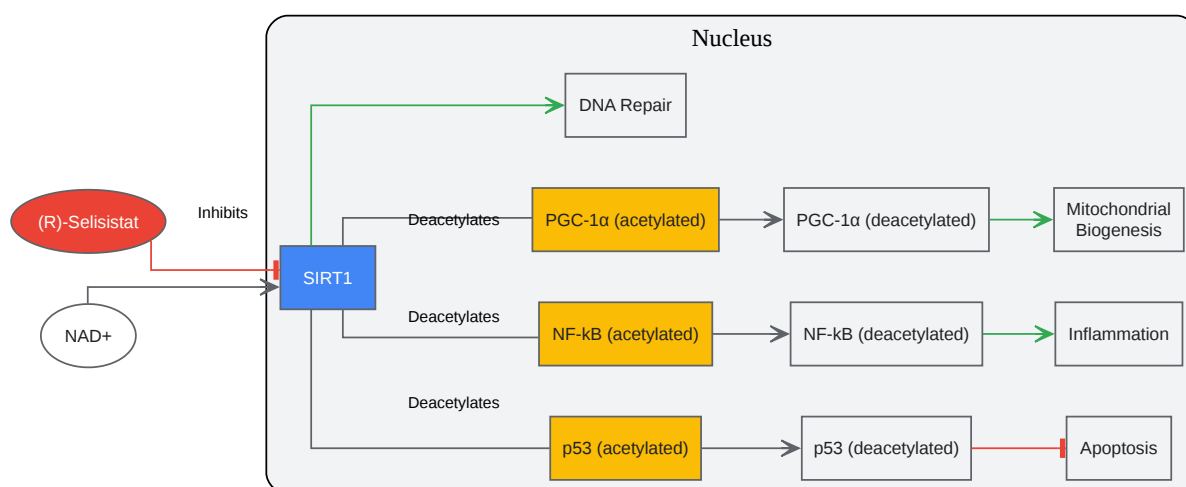 Nucleus
DNA Repair
(R)-Selisistat
Inhibits
Deacetylates
PGC-1α (acetylated)
PGC-1α (deacetylated)
Mitochondrial
Biogenesis
SIRT1
NAD+
Deacetylates
NF-kB (acetylated)
NF-kB (deacetylated)
Inflammation
Deacetylates
p53 (acetylated)
p53 (deacetylated)
Apoptosis